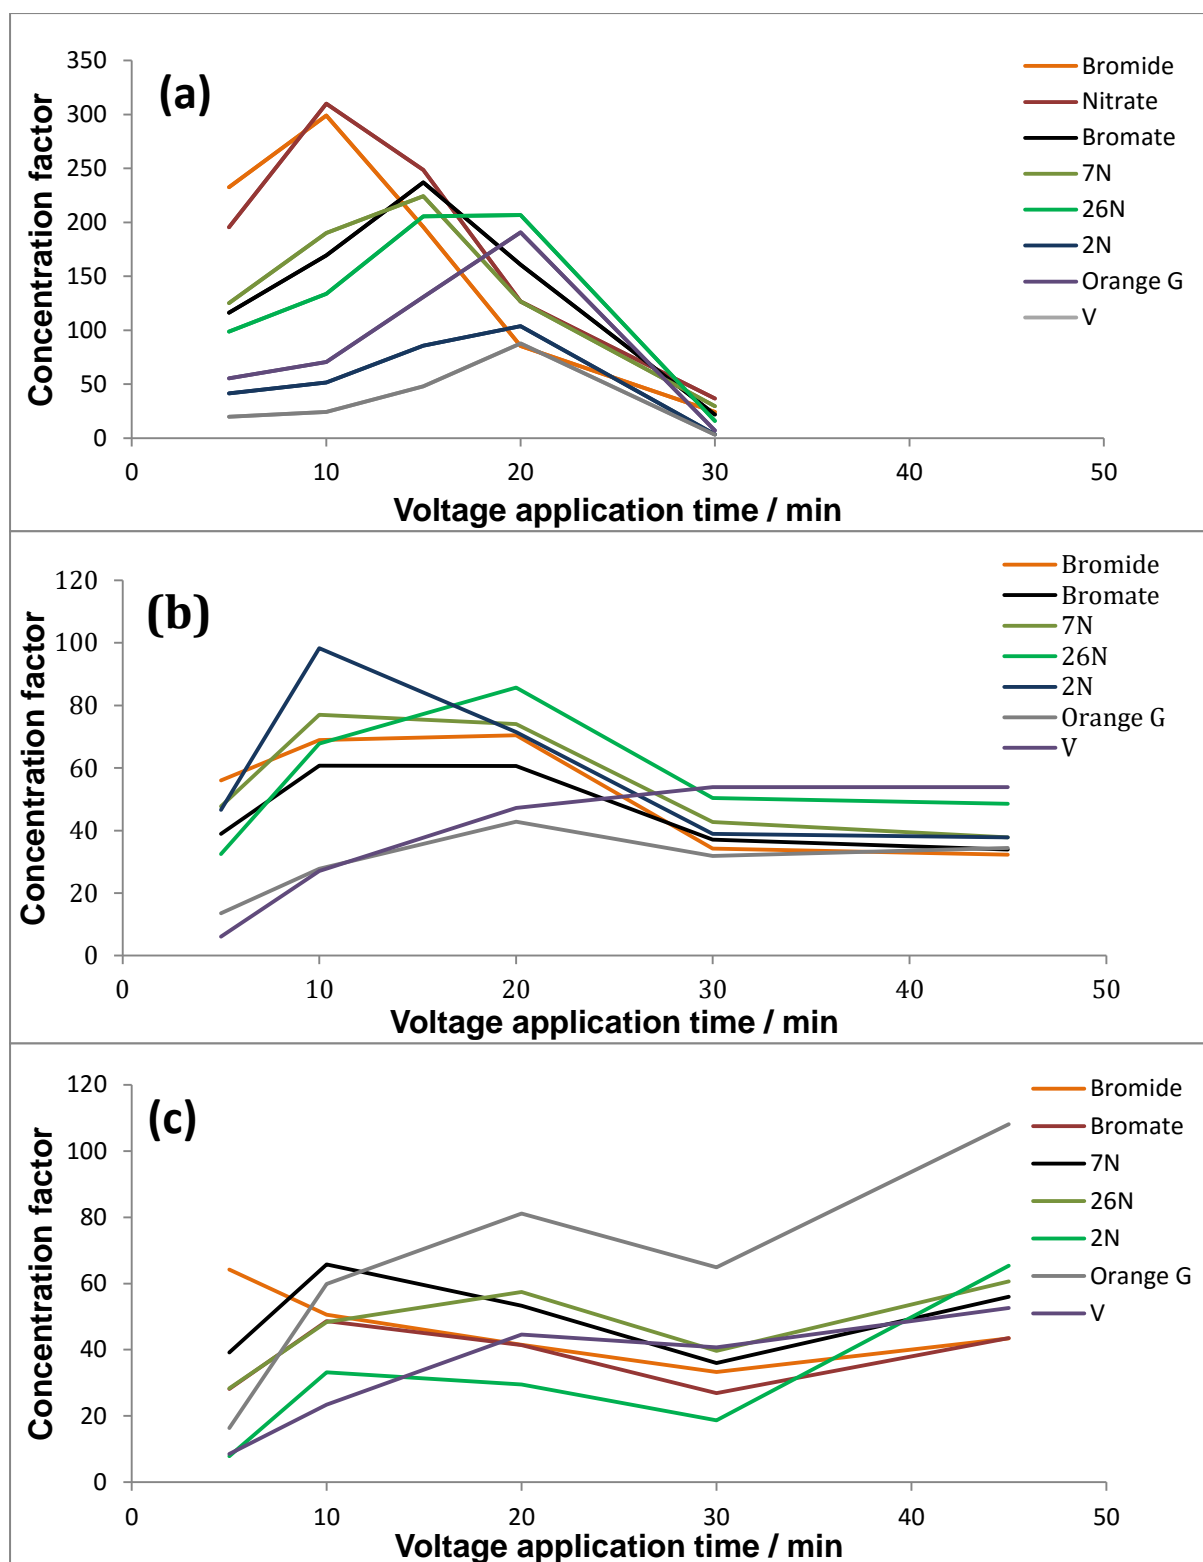 (a)
Concentration factor
350
300
250
200
150
100
50
0
0 10 20 30 40 50
Voltage application time / min
Bromide
Nitrate
Bromate
7N
26N
2N
Orange G
V
(b)
Concentration factor
120
100
80
60
40
20
0
0 10 20 30 40 50
Voltage application time / min
Bromide
Bromate
7N
26N
2N
Orange G
V
(c)
Concentration factor
120
100
80
60
40
20
0
0 10 20 30 40 50
Voltage application time / min
Bromide
Bromate
7N
26N
2N
Orange G
V